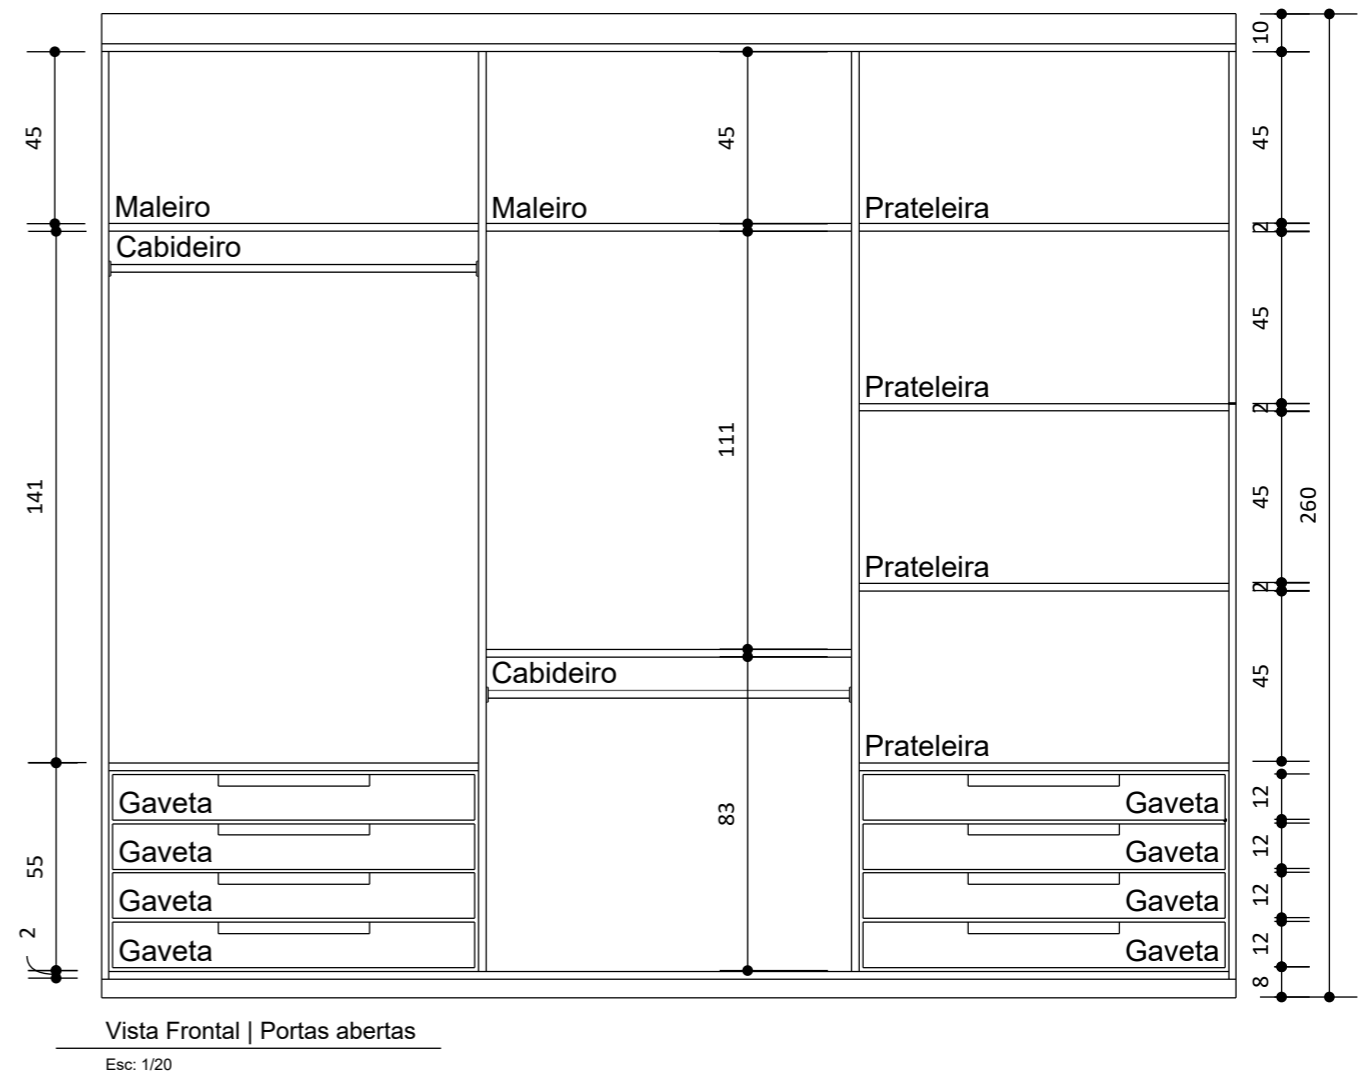 10
45
45
45
Maleiro
Maleiro
Prateleira
2
Cabideiro
45
Prateleira
2
111
141
45
260
Prateleira
2
Cabideiro
45
Prateleira
Gaveta
Gaveta
12
83
Gaveta
Gaveta
12
55
Gaveta
Gaveta
12
2
Gaveta
Gaveta
12
8
Vista Frontal | Portas abertas
Esc: 1/20